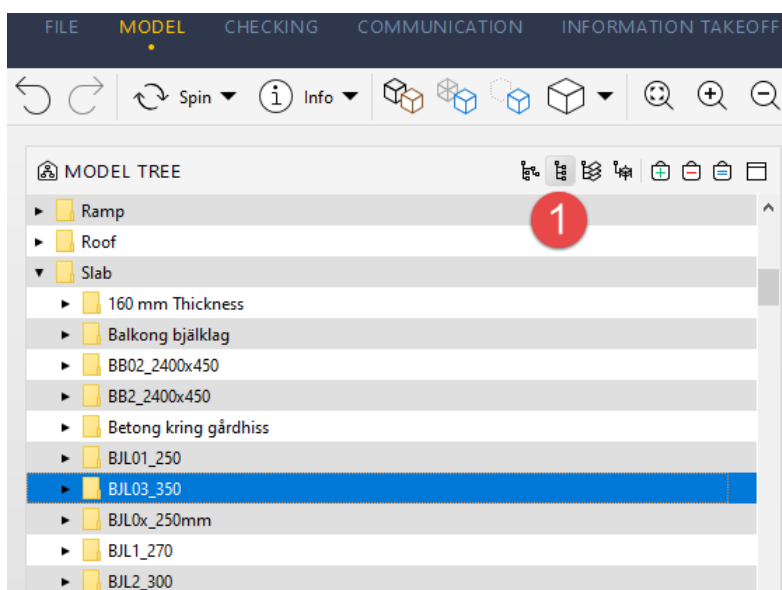 FILE MODEL CHECKING COMMUNICATION INFORMATION TAKEOFF
Spin Info
MODEL TREE
1
Ramp
Roof
Slab
160 mm Thickness
Balkong bjälklag
BB02_2400x450
BB2_2400x450
Betong kring gårdhiss
BJL01_250
BJL03_350
BJL0x_250mm
BJL1_270
BJL2_300